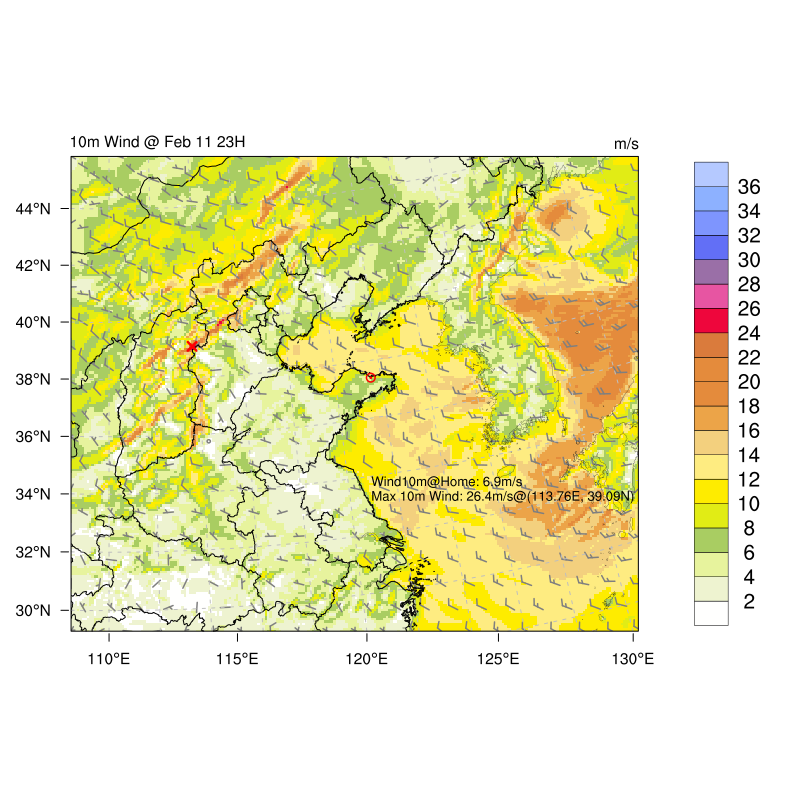 10m Wind @ Feb 11 23H
m/s
44°N
42°N
40°N
38°N
36°N
34°N
32°N
30°N
110°E
115°E
120°E
125°E
130°E
Wind10m@Home: 6.9m/s
Max 10m Wind: 26.4m/s@(113.76E, 39.09N)
36
34
32
30
28
26
24
22
20
18
16
14
12
10
8
6
4
2